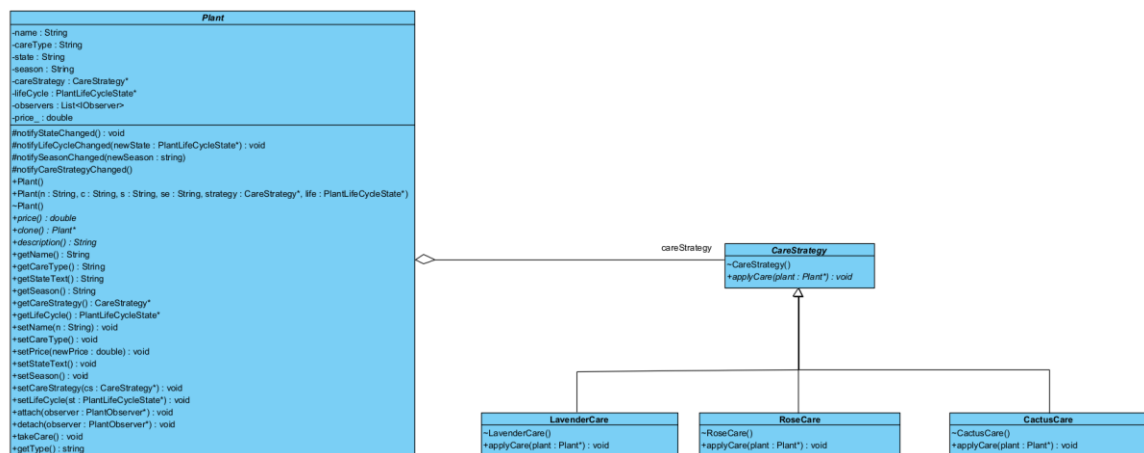 Plant
-name : String
-careType : String
-state : String
-season : String
-careStrategy : CareStrategy*
-lifeCycle : PlantLifeCycleState*
-observers : List<IObserver>
-price_ : double
#notifyStateChanged() : void
#notifyLifeCycleChanged(newState : PlantLifeCycleState*) : void
#notifySeasonChanged(newSeason : string)
#notifyCareStrategyChanged()
+Plant()
+Plant(n : String, c : String, s : String, se : String, strategy : CareStrategy*, life : PlantLifeCycleState*)
~Plant()
+price() : double
+clone() : Plant*
+description() : String
+getName() : String
+getCareType() : String
+getStateText() : String
+getSeason() : String
+getCareStrategy() : CareStrategy*
+getLifeCycle() : PlantLifeCycleState*
+setName(n : String) : void
+setCareType() : void
+setPrice(newPrice : double) : void
+setStateText() : void
+setSeason() : void
+setCareStrategy(cs : CareStrategy*) : void
+setLifeCycle(st : PlantLifeCycleState*) : void
+attach(observer : PlantObserver*) : void
+detach(observer : PlantObserver*) : void
+takeCare() : void
+getType() : string
careStrategy
CareStrategy
~CareStrategy()
+applyCare(plant : Plant*) : void
LavenderCare
~LavenderCare()
+applyCare(plant : Plant*) : void
RoseCare
~RoseCare()
+applyCare(plant : Plant*) : void
CactusCare
~CactusCare()
+applyCare(plant : Plant*) : void